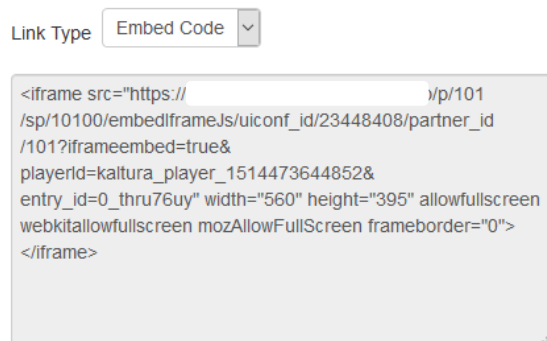 Link Type Embed Code
<iframe src="https:// /p/101
/sp/10100/embedIframeJs/uiconf_id/23448408/partner_id
/101?iframeembed=true&
playerId=kaltura_player_1514473644852&
entry_id=0_thru76uy" width="560" height="395" allowfullscreen
webkitallowfullscreen mozAllowFullScreen frameborder="0">
</iframe>